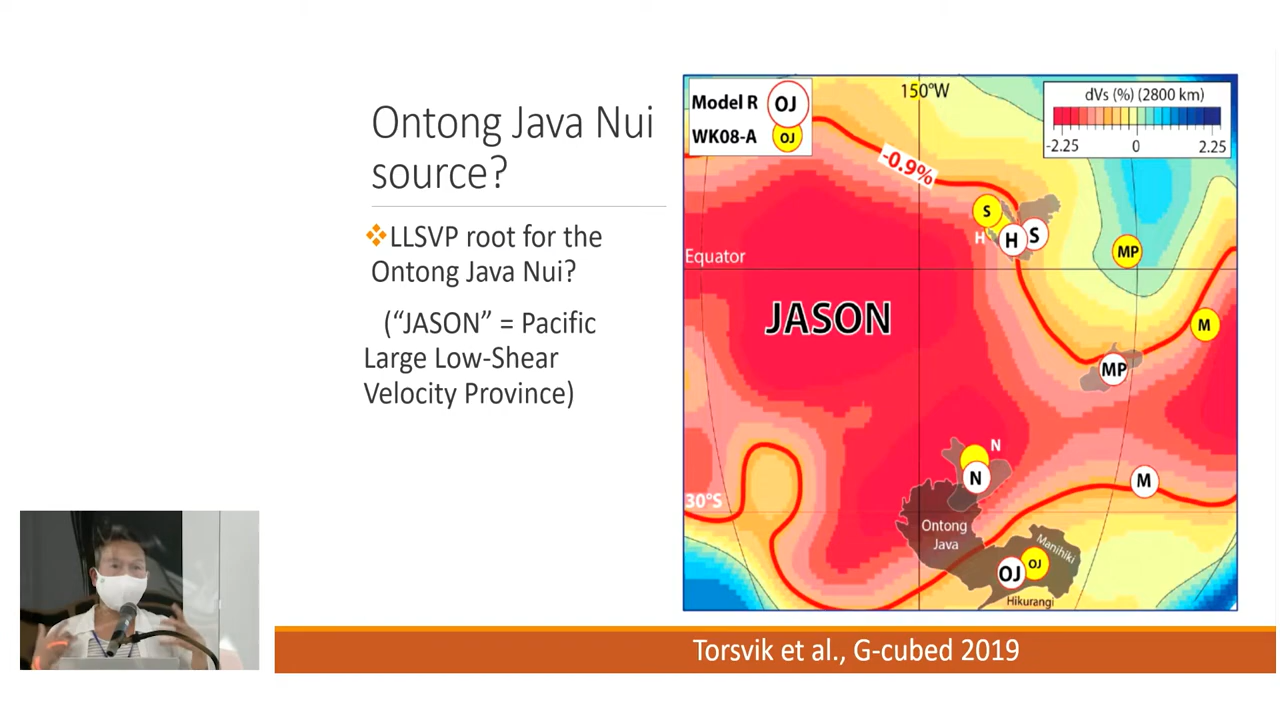 Ontong Java Nui
source?
❖LLSVP root for the
Ontong Java Nui?
(“JASON” = Pacific
Large Low-Shear
Velocity Province)
Model R OJ
WK08-A OJ
150°W
dVs (%) (2800 km)
-2.25 0 2.25
-0.9%
S
H H S
MP
Equator
JASON
M
MP
N
N
M
30°S
Ontong
Java
Manihiki
OJ OJ
Hikurangi
Torsvik et al., G-cubed 2019